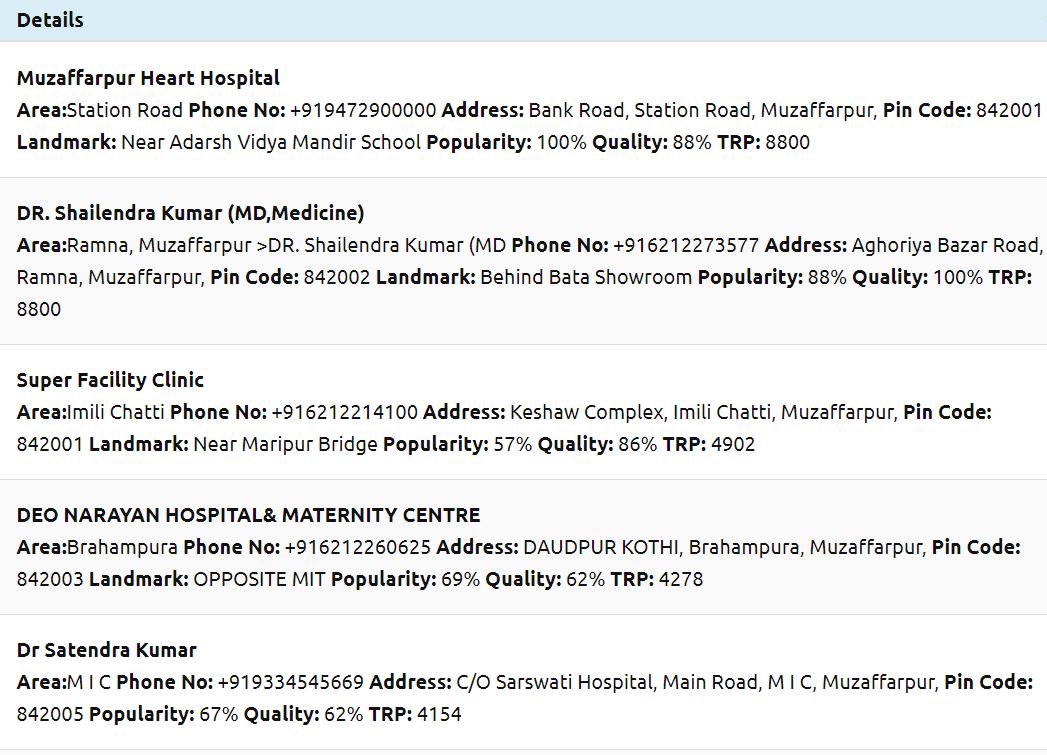 Details
Muzaffarpur Heart Hospital
Area:Station Road Phone No: +919472900000 Address: Bank Road, Station Road, Muzaffarpur, Pin Code: 842001
Landmark: Near Adarsh Vidya Mandir School Popularity: 100% Quality: 88% TRP: 8800
DR. Shailendra Kumar (MD,Medicine)
Area:Ramna, Muzaffarpur >DR. Shailendra Kumar (MD Phone No: +916212273577 Address: Aghoriya Bazar Road,
Ramna, Muzaffarpur, Pin Code: 842002 Landmark: Behind Bata Showroom Popularity: 88% Quality: 100% TRP:
8800
Super Facility Clinic
Area:Imili Chatti Phone No: +916212214100 Address: Keshaw Complex, Imili Chatti, Muzaffarpur, Pin Code:
842001 Landmark: Near Maripur Bridge Popularity: 57% Quality: 86% TRP: 4902
DEO NARAYAN HOSPITAL& MATERNITY CENTRE
Area:Brahampura Phone No: +916212260625 Address: DAUDPUR KOTHI, Brahampura, Muzaffarpur, Pin Code:
842003 Landmark: OPPOSITE MIT Popularity: 69% Quality: 62% TRP: 4278
Dr Satendra Kumar
Area:M I C Phone No: +919334545669 Address: C/O Sarswati Hospital, Main Road, M I C, Muzaffarpur, Pin Code:
842005 Popularity: 67% Quality: 62% TRP: 4154